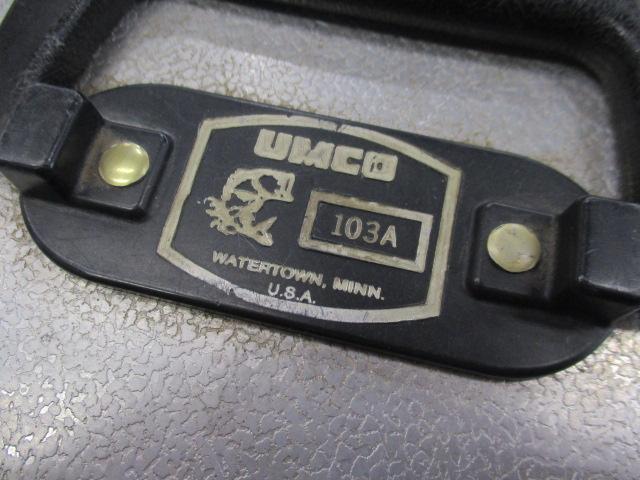 UMCO
103A
WATERTOWN, MINN.
U.S.A.